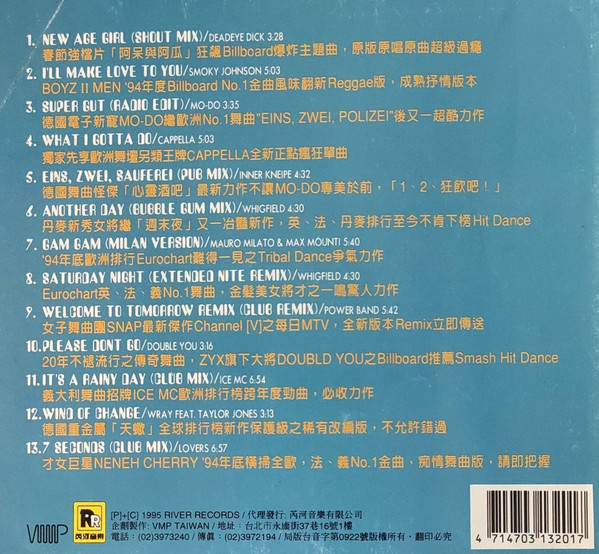 1. NEW AGE GIRL (SHOUT MIX)/DEADEYE DICK 3:28
春節強檔片「阿呆與阿瓜」狂飆Billboard爆炸主題曲，原版原唱原曲超級過癮
2. I'LL MAKE LOVE TO YOU/SMOKY JOHNSON 5:03
BOYZ II MEN '94年度Billboard No.1金曲風味翻新Reggae版，成熟抒情版本
3. SUPER GUT (RADIO EDIT)/MO-DO 3:35
德國電子新寵MO-DO繼歐洲No.1舞曲"EINS, ZWEI, POLIZEI"後又一超酷力作
4. WHAT I GOTTA DO/CAPPELLA 5:03
獨家先享歐洲舞壇另類王牌CAPPELLA全新正點瘋狂單曲
5. EINS, ZWEI, SAUFEREI (PUB MIX)/INNER KNEIPE 4:32
德國舞曲怪傑「心靈酒吧」最新力作不讓MO-DO專美於前，「1、2、狂飲吧！」
6. ANOTHER DAY (BUBBLE GUM MIX)/WHIGFIELD 4:30
丹麥新秀女將繼「週末夜」又一冶豔新作，英、法、丹麥排行至今不肯下榜Hit Dance
7. GAM GAM (MILAN VERSION)/MAURO MILATO & MAX MOUNTI 5:40
'94年底歐洲排行Eurochart難得一見之Tribal Dance爭氣力作
8. SATURDAY NIGHT (EXTENDED NITE REMIX)/WHIGFIELD 4:30
Eurochart英、法、義No.1舞曲，金髮美女將才之一鳴驚人力作
9. WELCOME TO TOMORROW REMIX (CLUB REMIX)/POWER BAND 5:42
女子舞曲團SNAP最新傑作Channel [V]之每日MTV，全新版本Remix立即傳送
10.PLEASE DONT GO/DOUBLE YOU 3:16
20年不褪流行之傳奇舞曲，ZYX旗下大將DOUBLD YOU之Billboard推薦Smash Hit Dance
11.IT'S A RAINY DAY (CLUB MIX)/ICE MC 6:54
義大利舞曲招牌ICE MC歐洲排行榜跨年度勁曲，必收力作
12.WIND OF CHANGE/WRAY FEAT. TAYLOR JONES 3:13
德國重金屬「天蠍」全球排行榜新作保護級之稀有改編版，不允許錯過
13.7 SECONDS (CLUB MIX)/LOVERS 6:57
才女巨星NENEH CHERRY '94年底橫掃全歐，法、義No.1金曲，痴情舞曲版，請即把握
VMP
RR
芮河音樂
[P]+[C] 1995 RIVER RECORDS / 代理發行：芮河音樂有限公司
企劃製作：VMP TAIWAN / 地址：台北市永康街37巷16號1樓
電話：(02)3973240 / 傳真：(02)3972194 / 局版台音字第0922號版權所有．翻印必究
4 714703 132017